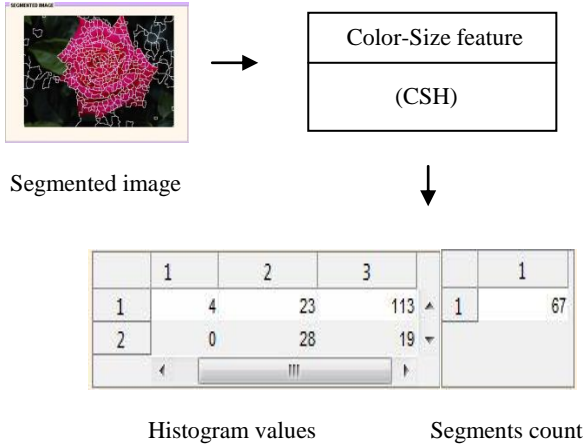 SEGMENTED IMAGE
Color-Size feature
(CSH)
Segmented image
1 2 3
1 4 23 113
2 0 28 19
1
1 67
Histogram values
Segments count